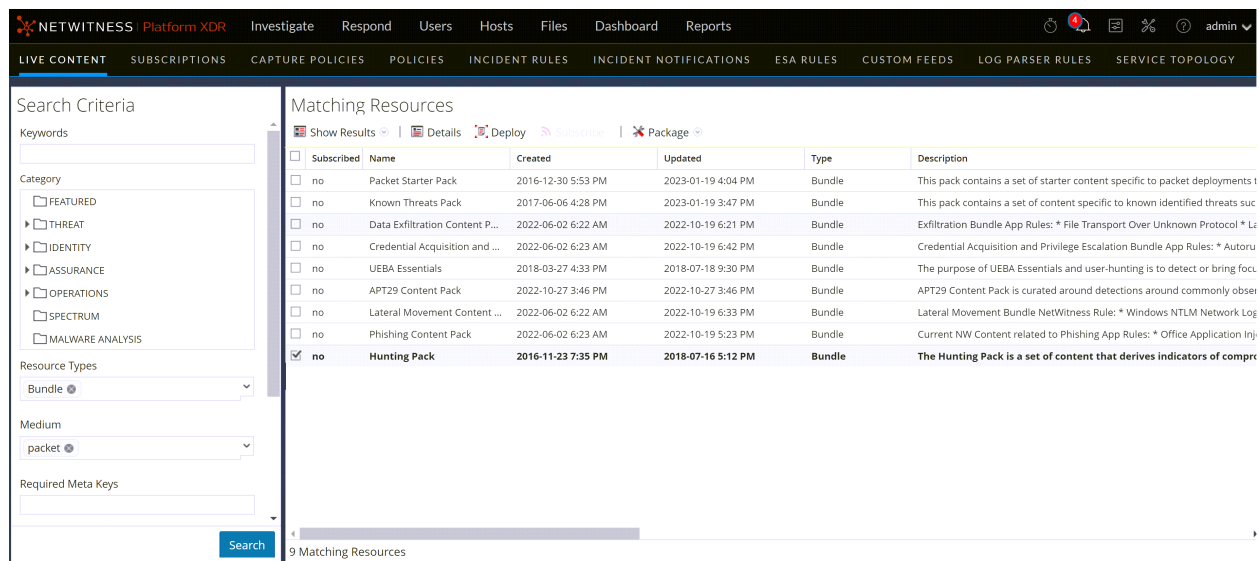 NETWITNESS Platform XDR Investigate Respond Users Hosts Files Dashboard Reports 4 admin
LIVE CONTENT SUBSCRIPTIONS CAPTURE POLICIES POLICIES INCIDENT RULES INCIDENT NOTIFICATIONS ESA RULES CUSTOM FEEDS LOG PARSER RULES SERVICE TOPOLOGY
Search Criteria
Keywords
Category
FEATURED
THREAT
IDENTITY
ASSURANCE
OPERATIONS
SPECTRUM
MALWARE ANALYSIS
Resource Types
Bundle
Medium
packet
Required Meta Keys
Search
Matching Resources
Show Results Details Deploy Subscribe Package
Subscribed Name Created Updated Type Description
no Packet Starter Pack 2016-12-30 5:53 PM 2023-01-19 4:04 PM Bundle This pack contains a set of starter content specific to packet deployments t
no Known Threats Pack 2017-06-06 4:28 PM 2023-01-19 3:47 PM Bundle This pack contains a set of content specific to known identified threats suc
no Data Exfiltration Content P... 2022-06-02 6:22 AM 2022-10-19 6:21 PM Bundle Exfiltration Bundle App Rules: * File Transport Over Unknown Protocol * La
no Credential Acquisition and ... 2022-06-02 6:23 AM 2022-10-19 6:42 PM Bundle Credential Acquisition and Privilege Escalation Bundle App Rules: * Autoru
no UEBA Essentials 2018-03-27 4:33 PM 2018-07-18 9:30 PM Bundle The purpose of UEBA Essentials and user-hunting is to detect or bring focu
no APT29 Content Pack 2022-10-27 3:46 PM 2022-10-27 3:46 PM Bundle APT29 Content Pack is curated around detections around commonly obser
no Lateral Movement Content ... 2022-06-02 6:22 AM 2022-10-19 6:33 PM Bundle Lateral Movement Bundle NetWitness Rule: * Windows NTLM Network Log
no Phishing Content Pack 2022-06-02 6:23 AM 2022-10-19 5:23 PM Bundle Current NW Content related to Phishing App Rules: * Office Application Inj
no Hunting Pack 2016-11-23 7:35 PM 2018-07-16 5:12 PM Bundle The Hunting Pack is a set of content that derives indicators of compro
9 Matching Resources